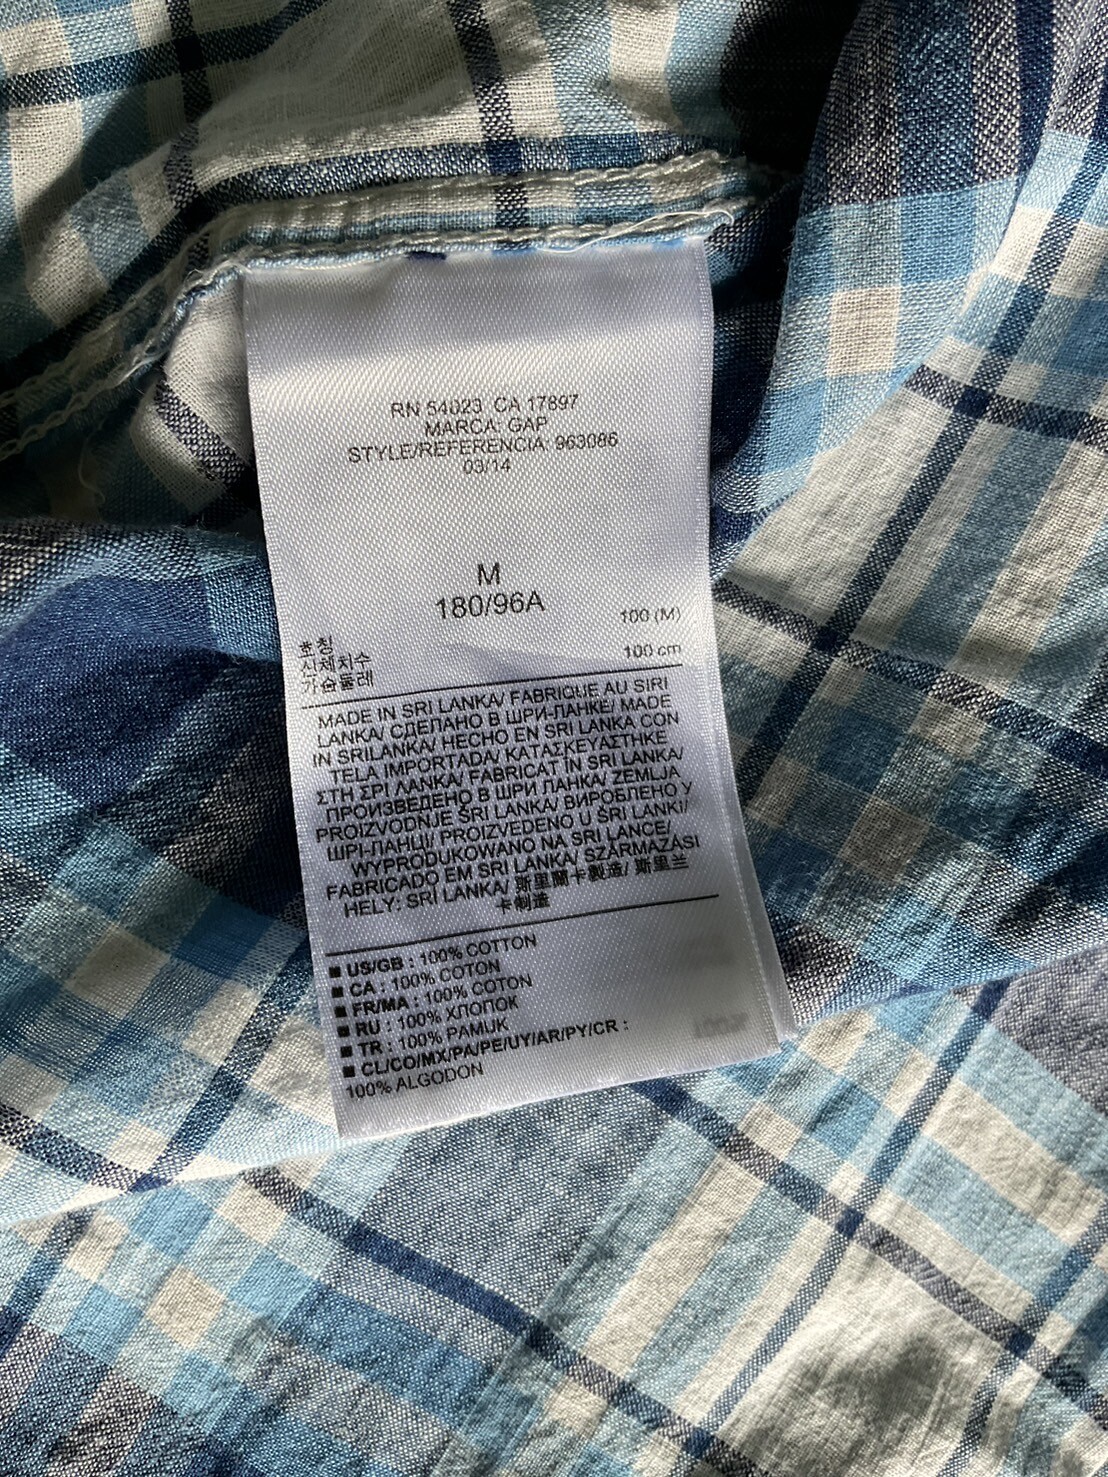 RN 54023 CA 17897
MARCA: GAP
STYLE/REFERENCIA: 963086
03/14
M
180/96A
호칭 100 (M)
신체치수
가슴둘레 100 cm
MADE IN SRI LANKA/ FABRIQUE AU SIRI
LANKA/ СДЕЛАНО В ШРИ-ЛАНКЕ/ MADE
IN SRILANKA/ HECHO EN SRI LANKA CON
TELA IMPORTADA/ ΚΑΤΑΣΚΕΥΑΣΤΗΚΕ
ΣΤΗ ΣΡΙ ΛΑΝΚΑ/ FABRICAT ÎN SRI LANKA/
ПРОИЗВЕДЕНО В ШРИ ЛАНКА/ ZEMLJA
PROIZVODNJE ŠRI LANKA/ ВИРОБЛЕНО У
ШРІ-ЛАНЦІ/ PROIZVEDENO U ŠRI LANKI/
WYPRODUKOWANO NA SRI LANCE/
FABRICADO EM SRI LANKA/ SZÁRMAZÁSI
HELY: SRÍ LANKA/ 斯里蘭卡製造/ 斯里兰
卡制造
■ US/GB : 100% COTTON
■ CA : 100% COTON
■ FR/MA : 100% COTON
■ RU : 100% ХЛОПОК
■ TR : 100% PAMUK
■ CL/CO/MX/PA/PE/UY/AR/PY/CR :
100% ALGODON